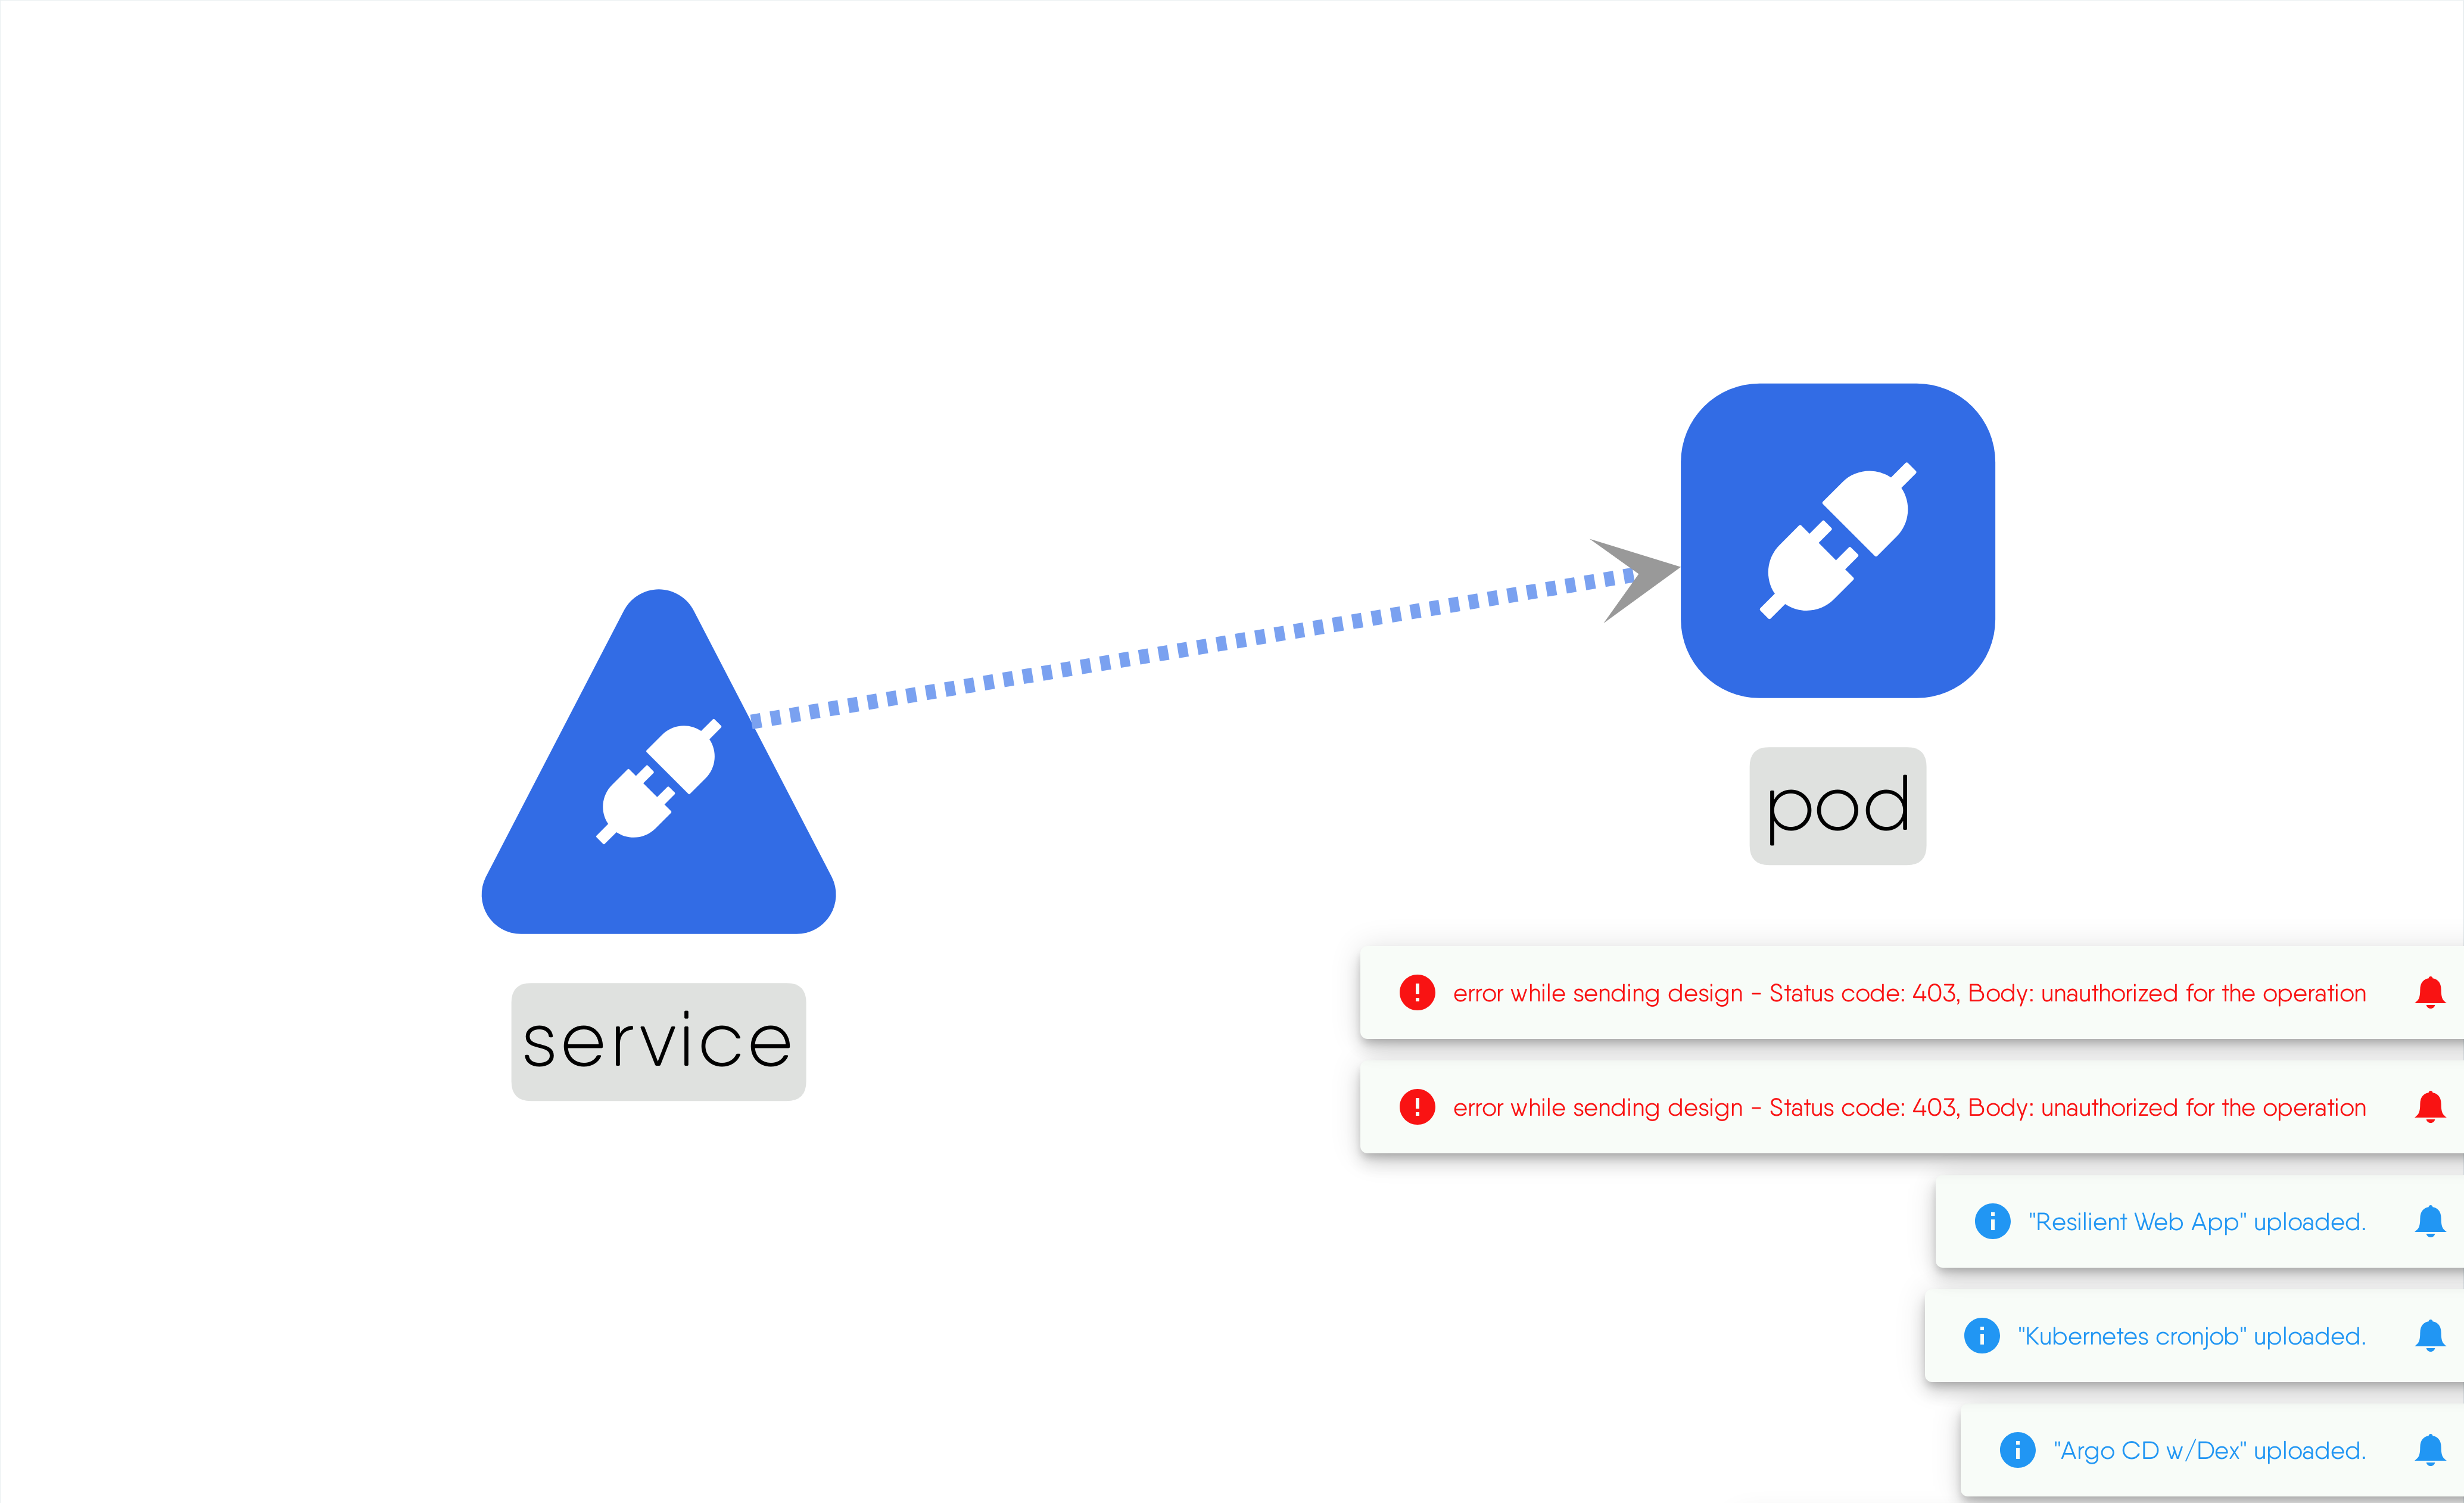 pod
service
error while sending design - Status code: 403, Body: unauthorized for the operation
error while sending design - Status code: 403, Body: unauthorized for the operation
"Resilient Web App" uploaded.
"Kubernetes cronjob" uploaded.
"Argo CD w/Dex" uploaded.